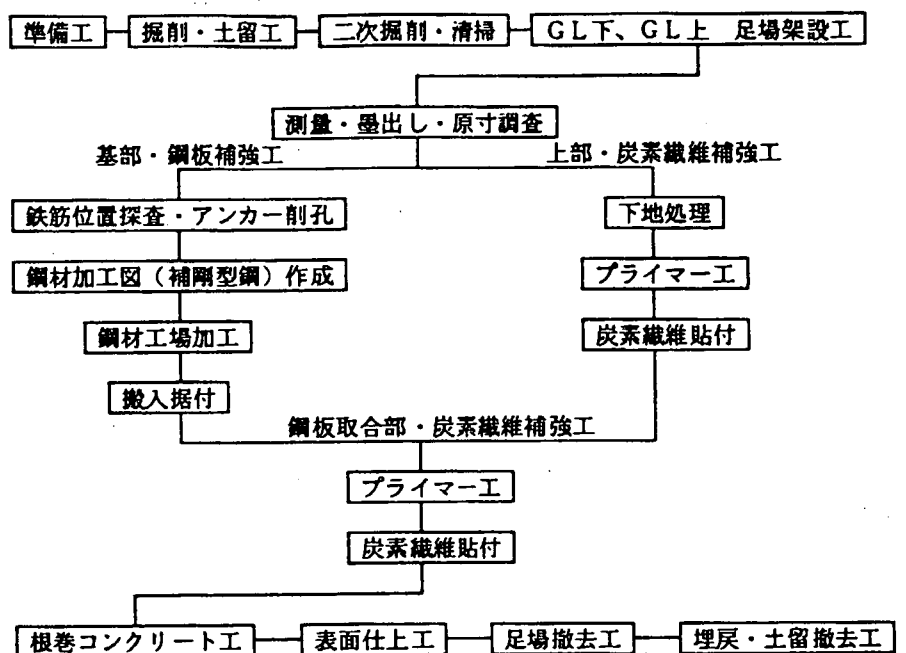 準備工 掘削・土留工 二次掘削・清掃 GL下、GL上 足場架設工
測量・墨出し・原寸調査
基部・鋼板補強工 上部・炭素繊維補強工
鉄筋位置探査・アンカー削孔 下地処理
鋼材加工図（補剛型鋼）作成 プライマー工
鋼材工場加工 炭素繊維貼付
搬入据付
鋼板取合部・炭素繊維補強工
プライマー工
炭素繊維貼付
根巻コンクリート工 表面仕上工 足場撤去工 埋戻・土留撤去工